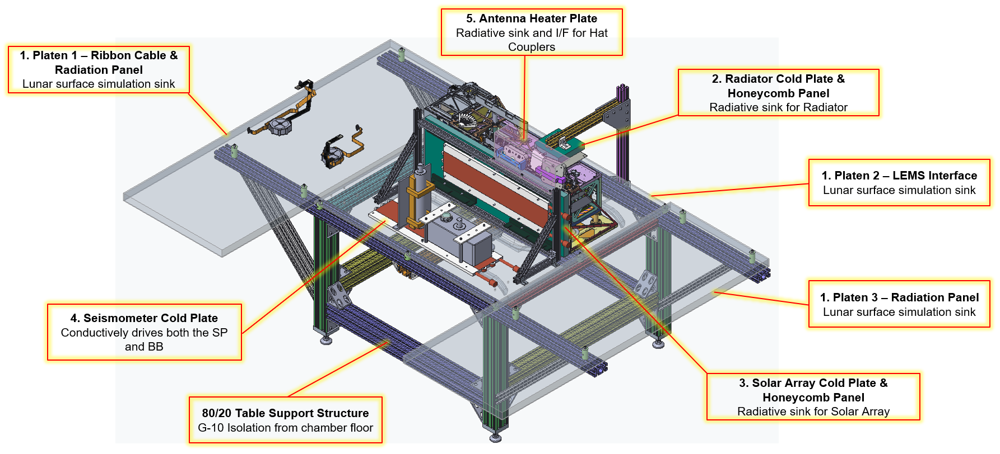 5. Antenna Heater Plate
Radiative sink and I/F for Hat
Couplers
1. Platen 1 – Ribbon Cable &
Radiation Panel
Lunar surface simulation sink
2. Radiator Cold Plate &
Honeycomb Panel
Radiative sink for Radiator
1. Platen 2 – LEMS Interface
Lunar surface simulation sink
1. Platen 3 – Radiation Panel
Lunar surface simulation sink
4. Seismometer Cold Plate
Conductively drives both the SP
and BB
3. Solar Array Cold Plate &
Honeycomb Panel
Radiative sink for Solar Array
80/20 Table Support Structure
G-10 Isolation from chamber floor